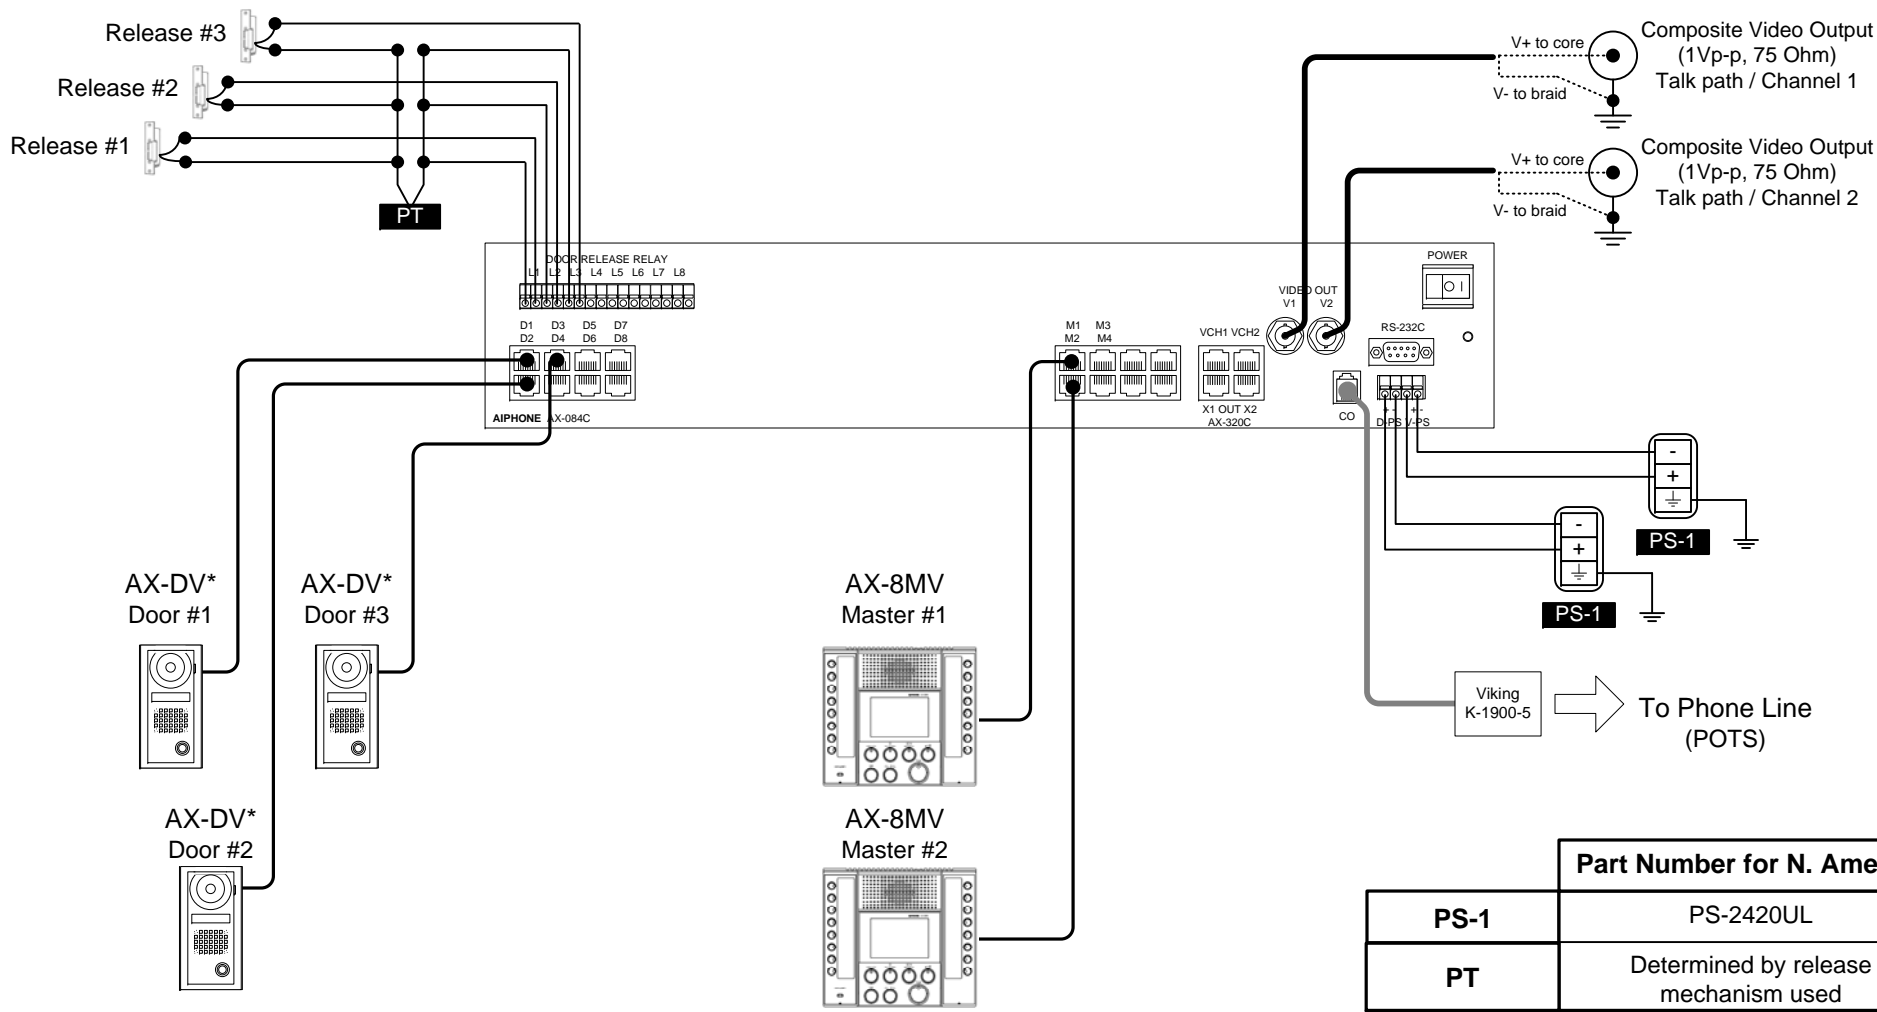 Release #3
Release #2
Release #1
PT
V+ to core
V- to braid
Composite Video Output
(1Vp-p, 75 Ohm)
Talk path / Channel 1
V+ to core
V- to braid
Composite Video Output
(1Vp-p, 75 Ohm)
Talk path / Channel 2
DOOR RELEASE RELAY
L1 L2 L3 L4 L5 L6 L7 L8
D1 D3 D5 D7
D2 D4 D6 D8
AIPHONE AX-084C
M1 M3
M2 M4
VCH1 VCH2
X1 OUT X2
AX-320C
VIDEO OUT
V1 V2
POWER
RS-232C
CO
+ - + -
D-PS V-PS
-
+
PS-1
-
+
PS-1
AX-DV*
Door #1
AX-DV*
Door #3
AX-DV*
Door #2
AX-8MV
Master #1
AX-8MV
Master #2
Viking
K-1900-5
To Phone Line
(POTS)
Part Number for N. Ame
PS-1 PS-2420UL
PT Determined by release
mechanism used